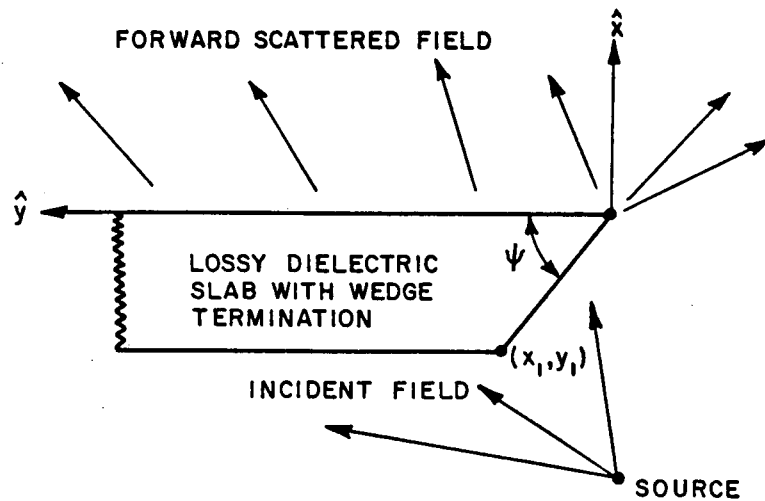 FORWARD SCATTERED FIELD
x̂
ŷ
ψ
LOSSY DIELECTRIC
SLAB WITH WEDGE
TERMINATION
(x₁,y₁)
INCIDENT FIELD
SOURCE